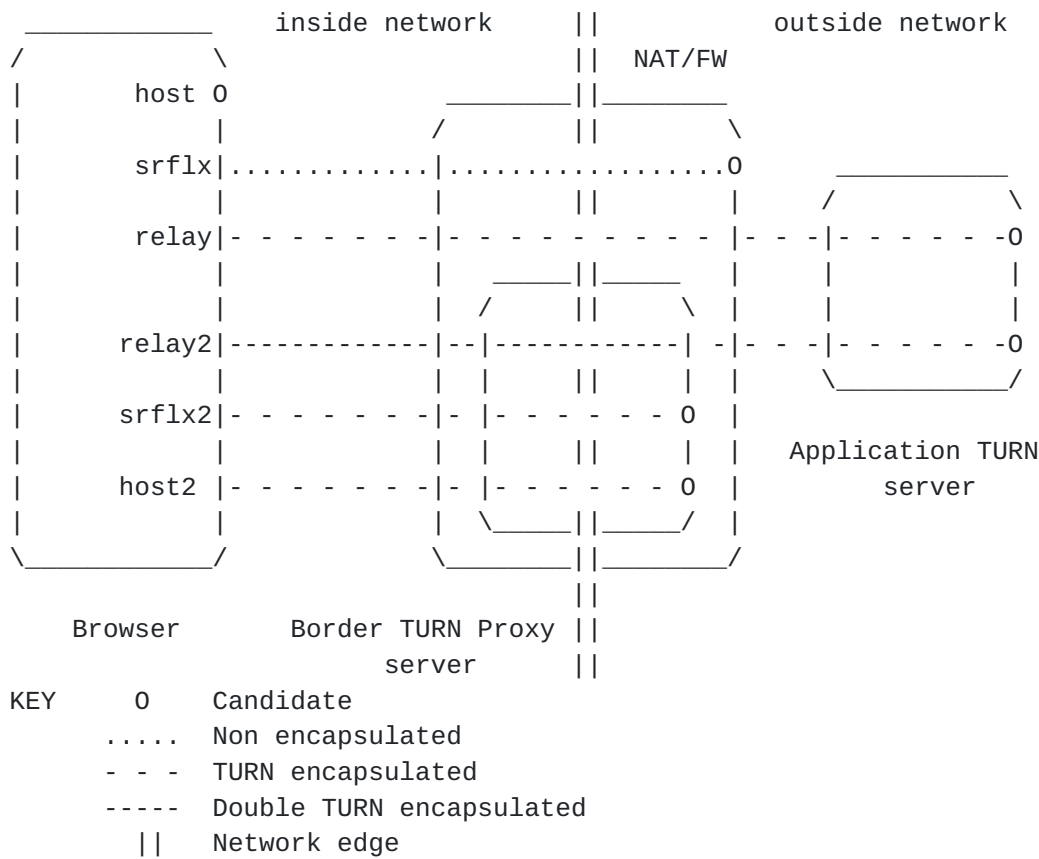 inside network || outside network
NAT/FW
host O
srflx O
relay O
relay2 O
srflx2 O
Application TURN
host2 O server
Browser Border TURN Proxy
server
KEY O Candidate
..... Non encapsulated
- - - TURN encapsulated
----- Double TURN encapsulated
|| Network edge